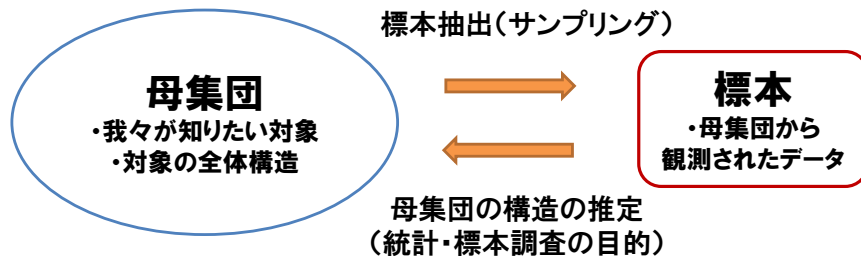 標本抽出(サンプリング)
母集団
・我々が知りたい対象
・対象の全体構造
標本
・母集団から
観測されたデータ
母集団の構造の推定
(統計・標本調査の目的)